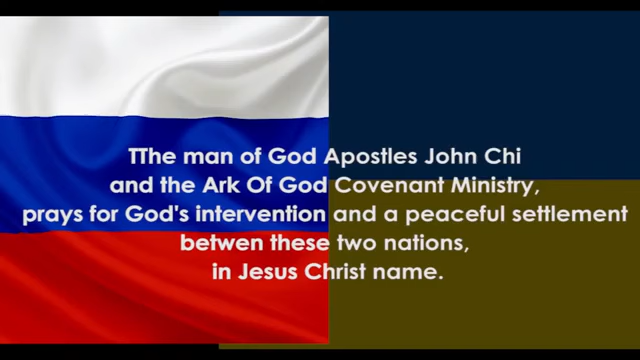 TThe man of God Apostles John Chi
and the Ark Of God Covenant Ministry,
prays for God's intervention and a peaceful settlement
betwen these two nations,
in Jesus Christ name.